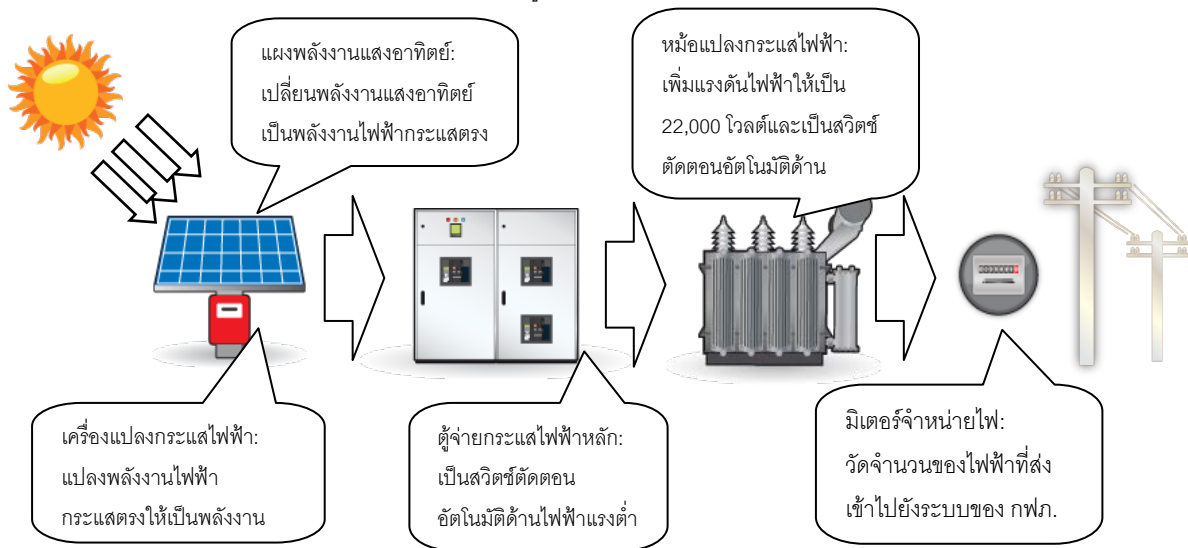 แผงพลังงานแสงอาทิตย์:
เปลี่ยนพลังงานแสงอาทิตย์
เป็นพลังงานไฟฟ้ากระแสตรง
หม้อแปลงกระแสไฟฟ้า:
เพิ่มแรงดันไฟฟ้าให้เป็น
22,000 โวลต์และเป็นสวิตช์
ตัดตอนอัตโนมัติด้าน
เครื่องแปลงกระแสไฟฟ้า:
แปลงพลังงานไฟฟ้า
กระแสตรงให้เป็นพลังงาน
ตู้จ่ายกระแสไฟฟ้าหลัก:
เป็นสวิตช์ตัดตอน
อัตโนมัติด้านไฟฟ้าแรงต่ำ
มิเตอร์จำหน่ายไฟ:
วัดจำนวนของไฟฟ้าที่ส่ง
เข้าไปยังระบบของ กฟภ.